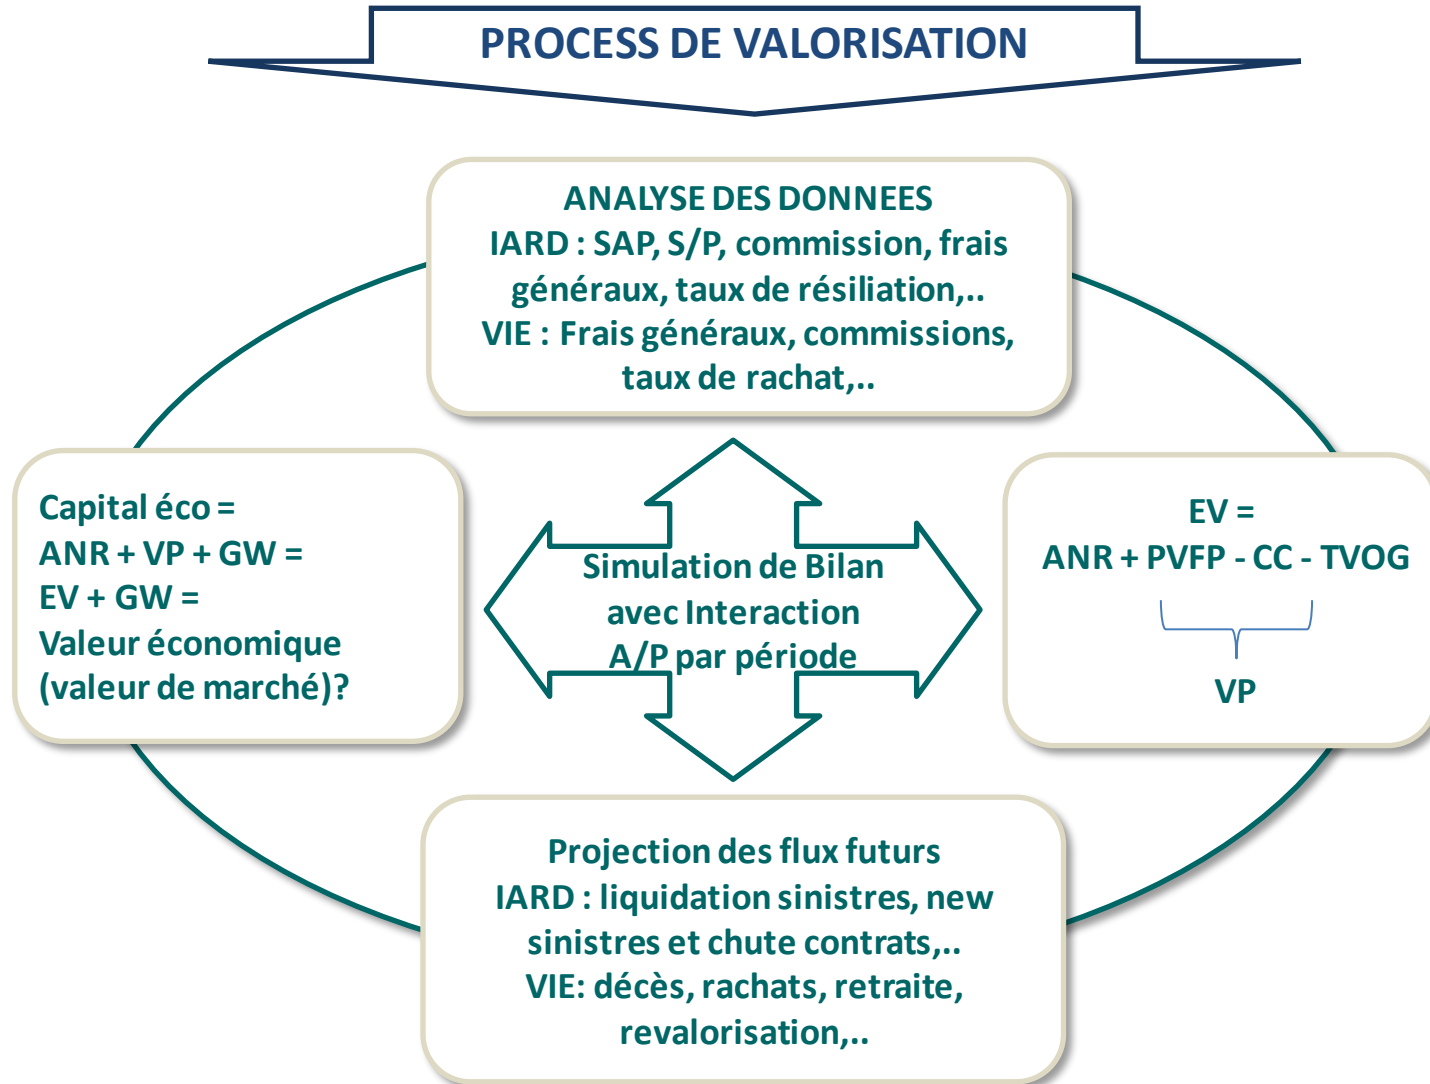 PROCESS DE VALORISATION
ANALYSE DES DONNEES
IARD : SAP, S/P, commission, frais
généraux, taux de résiliation,..
VIE : Frais généraux, commissions,
taux de rachat,..
Capital éco =
ANR + VP + GW =
EV + GW =
Valeur économique
(valeur de marché)?
Simulation de Bilan
avec Interaction
A/P par période
EV =
ANR + PVFP - CC - TVOG
VP
Projection des flux futurs
IARD : liquidation sinistres, new
sinistres et chute contrats,..
VIE: décès, rachats, retraite,
revalorisation,..